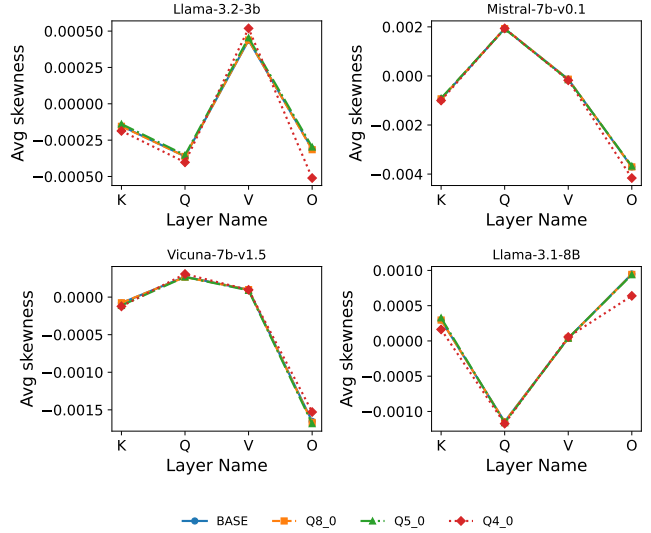 Llama-3.2-3b
Avg skewness
0.00050
0.00025
0.00000
−0.00025
−0.00050
K Q V O
Layer Name
Mistral-7b-v0.1
Avg skewness
0.002
0.000
−0.002
−0.004
K Q V O
Layer Name
Vicuna-7b-v1.5
Avg skewness
0.0000
−0.0005
−0.0010
−0.0015
K Q V O
Layer Name
Llama-3.1-8B
Avg skewness
0.0010
0.0005
0.0000
−0.0005
−0.0010
K Q V O
Layer Name
BASE Q8_0 Q5_0 Q4_0